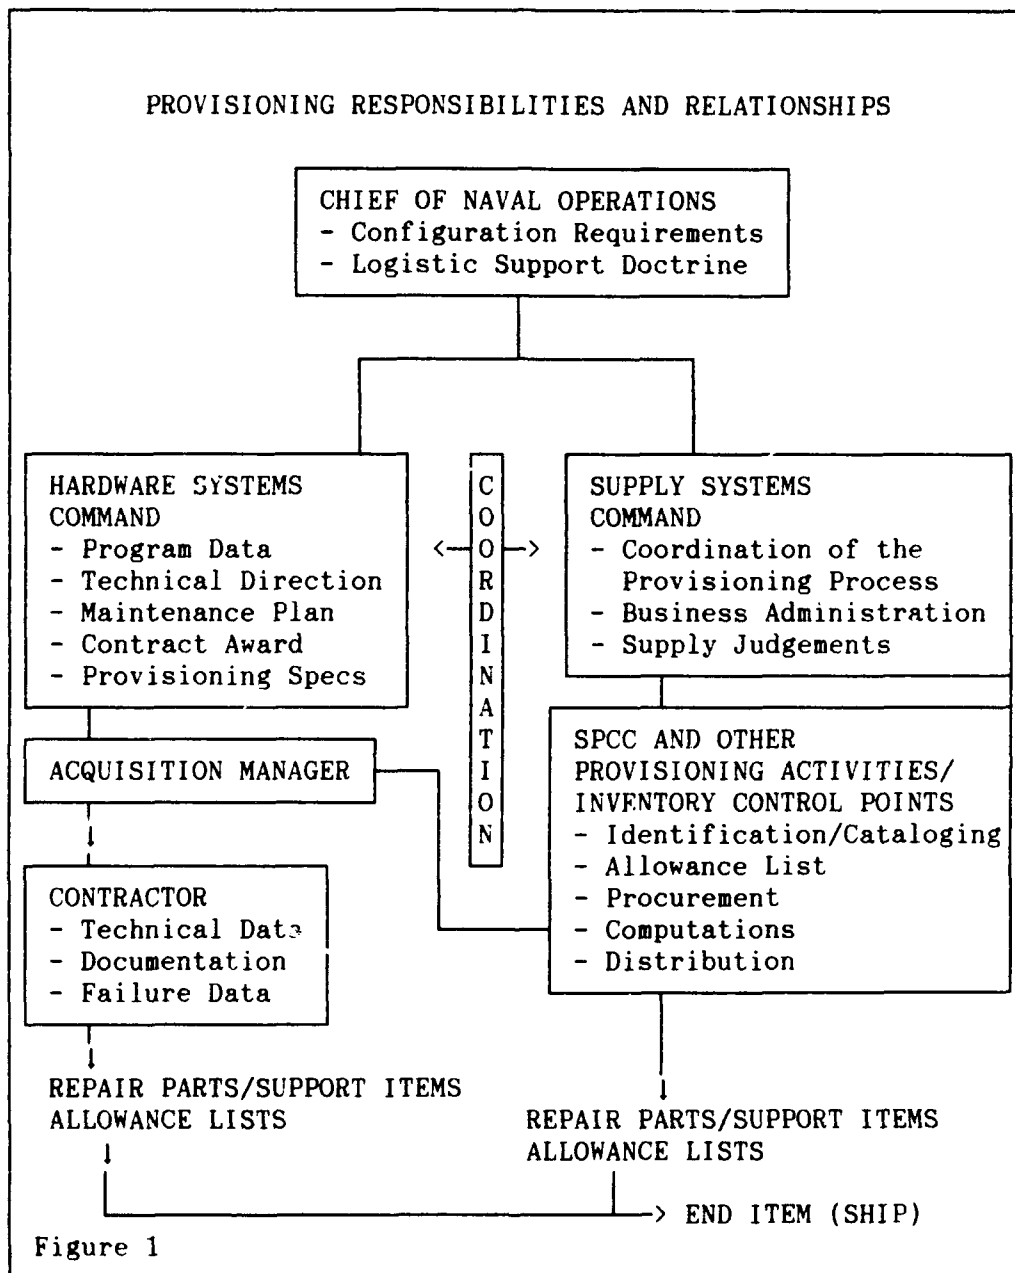 PROVISIONING RESPONSIBILITIES AND RELATIONSHIPS
CHIEF OF NAVAL OPERATIONS
- Configuration Requirements
- Logistic Support Doctrine
HARDWARE SYSTEMS
COMMAND
- Program Data
- Technical Direction
- Maintenance Plan
- Contract Award
- Provisioning Specs
COORDINATION
SUPPLY SYSTEMS
COMMAND
- Coordination of the
Provisioning Process
- Business Administration
- Supply Judgements
ACQUISITION MANAGER
SPCC AND OTHER
PROVISIONING ACTIVITIES/
INVENTORY CONTROL POINTS
- Identification/Cataloging
- Allowance List
- Procurement
- Computations
- Distribution
CONTRACTOR
- Technical Data
- Documentation
- Failure Data
REPAIR PARTS/SUPPORT ITEMS
ALLOWANCE LISTS
REPAIR PARTS/SUPPORT ITEMS
ALLOWANCE LISTS
END ITEM (SHIP)
Figure 1